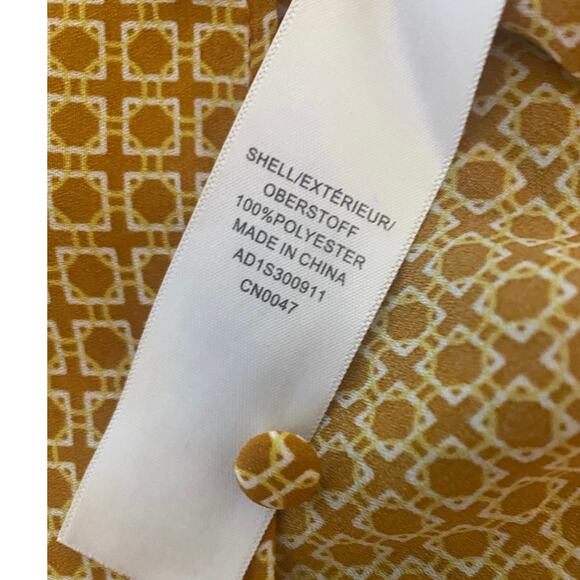 SHELL/EXTÉRIEUR/
OBERSTOFF
100%POLYESTER
MADE IN CHINA
AD1S300911
CN0047